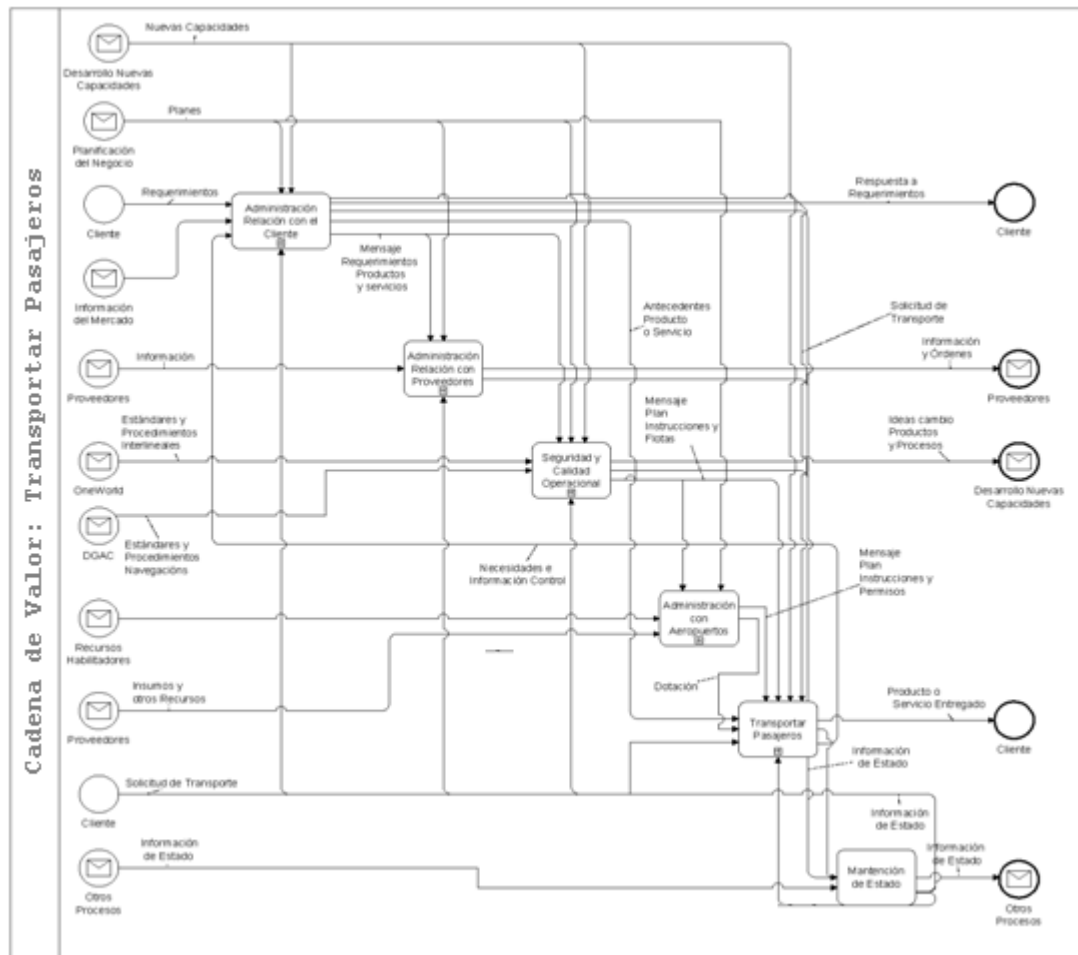 Cadena de Valor: Transportar Pasajeros
Nuevas Capacidades
Desarrollo Nuevas
Capacidades
Planes
Planificación
del Negocio
Requerimientos
Cliente
Administración
Relación con el
Cliente
Respuesta a
Requerimientos
Cliente
Información
del Mercado
Mensaje
Requerimientos
Productos
y servicios
Antecedentes
Producto
o Servicio
Solicitud de
Transporte
Información
Proveedores
Administración
Relación con
Proveedores
Información
y Órdenes
Proveedores
Estándares y
Procedimientos
Interlineales
OneWorld
Mensaje
Plan
Instrucciones y
Flotas
Seguridad y
Calidad
Operacional
Ideas cambio
Productos
y Procesos
Desarrollo Nuevas
Capacidades
DGAC
Estándares y
Procedimientos
Navegacións
Necesidades e
Información Control
Mensaje
Plan
Instrucciones y
Permisos
Administración
con
Aeropuertos
Recursos
Habilitadores
Insumos y
otros Recursos
Proveedores
Dotación
Transportar
Pasajeros
Producto o
Servicio Entregado
Cliente
Información
de Estado
Solicitud de Transporte
Cliente
Información
de Estado
Información
de Estado
Otros
Procesos
Mantención
de Estado
Información
de Estado
Otros
Procesos